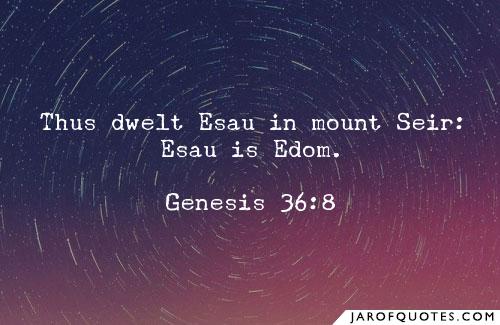 Thus dwelt Esau in mount Seir:
Esau is Edom.
Genesis 36:8
JAROFQUOTES.COM